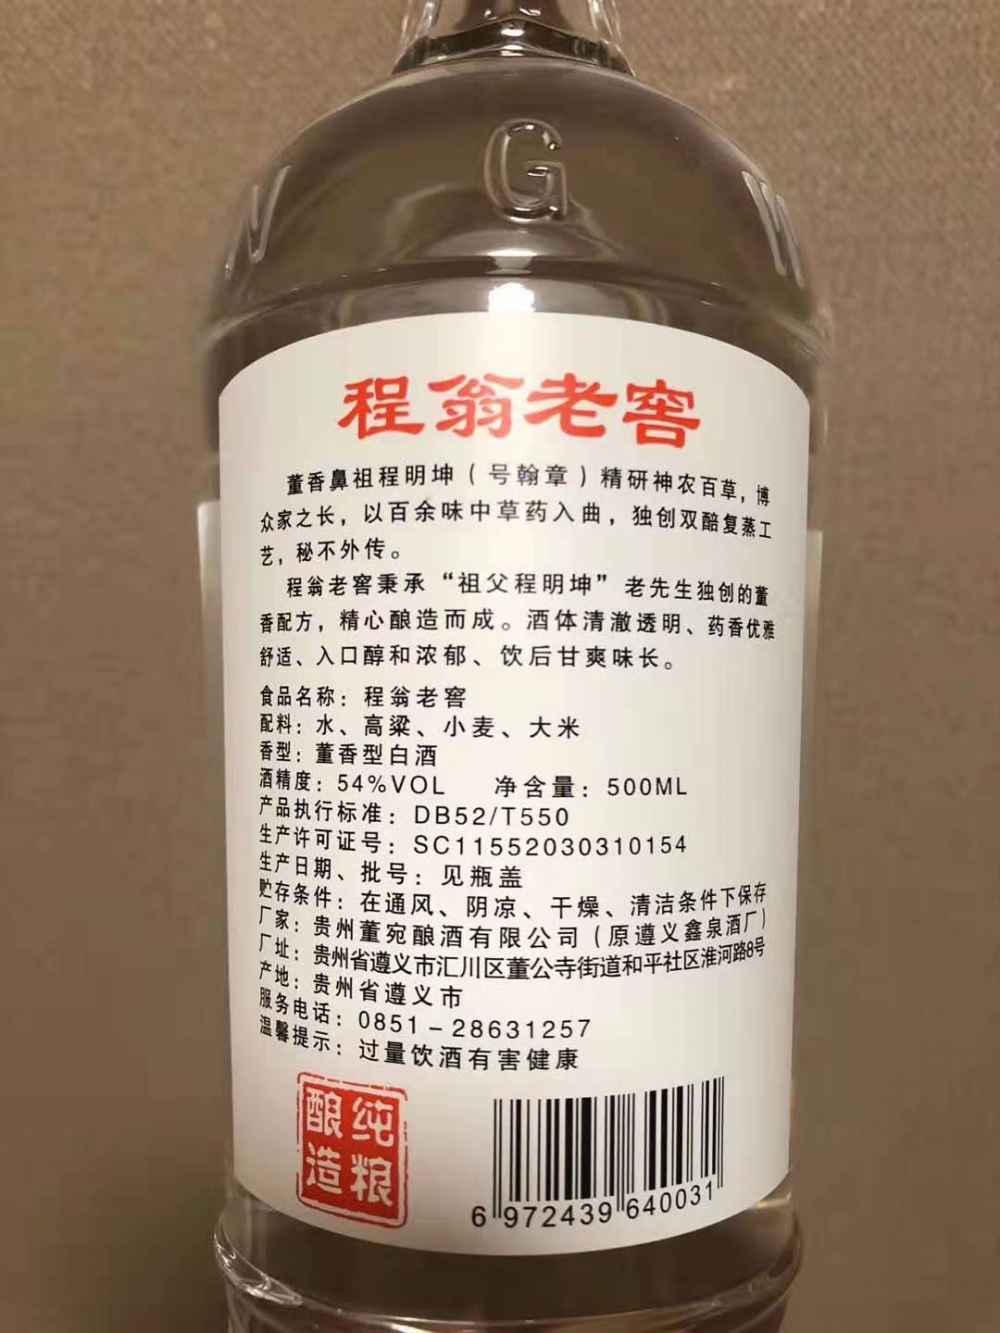 G
程翁老窖
董香鼻祖程明坤（号翰章）精研神农百草，博
众家之长，以百余味中草药入曲，独创双醅复蒸工
艺，秘不外传。
程翁老窖秉承“祖父程明坤”老先生独创的董
香配方，精心酿造而成。酒体清澈透明、药香优雅
舒适、入口醇和浓郁、饮后甘爽味长。
食品名称：程翁老窖
配料：水、高粱、小麦、大米
香型：董香型白酒
酒精度：54%VOL 净含量：500ML
产品执行标准：DB52/T550
生产许可证号：SC11552030310154
生产日期、批号：见瓶盖
贮存条件：在通风、阴凉、干燥、清洁条件下保存
厂家：贵州董宛酿酒有限公司（原遵义鑫泉酒厂）
厂址：贵州省遵义市汇川区董公寺街道和平社区淮河路8号
产地：贵州省遵义市
服务电话：0851－28631257
温馨提示：过量饮酒有害健康
纯粮
酿造
6 972439 640031